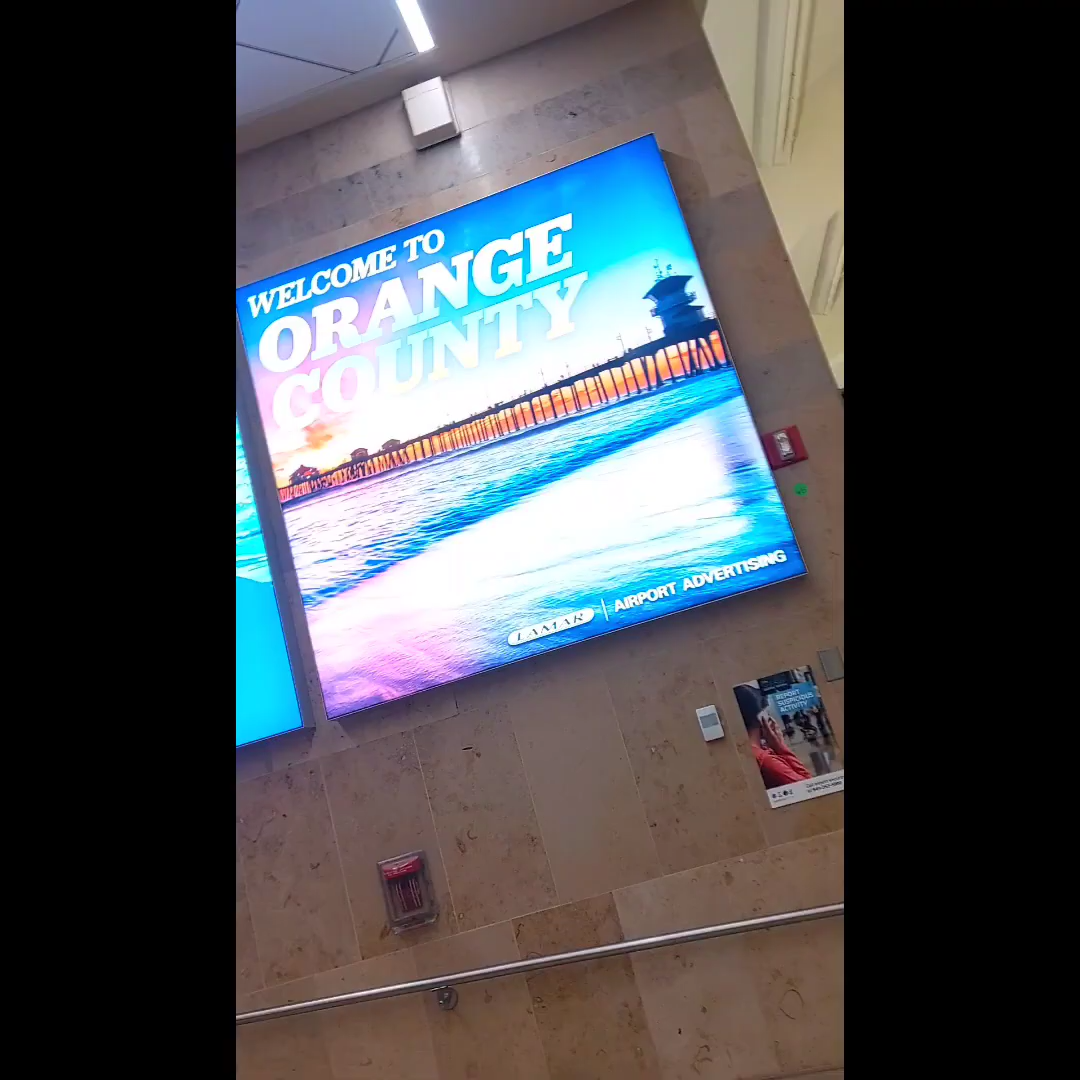 WELCOME TO
ORANGE
COUNTY
LAMAR | AIRPORT ADVERTISING
REPORT
SUSPICIOUS
ACTIVITY